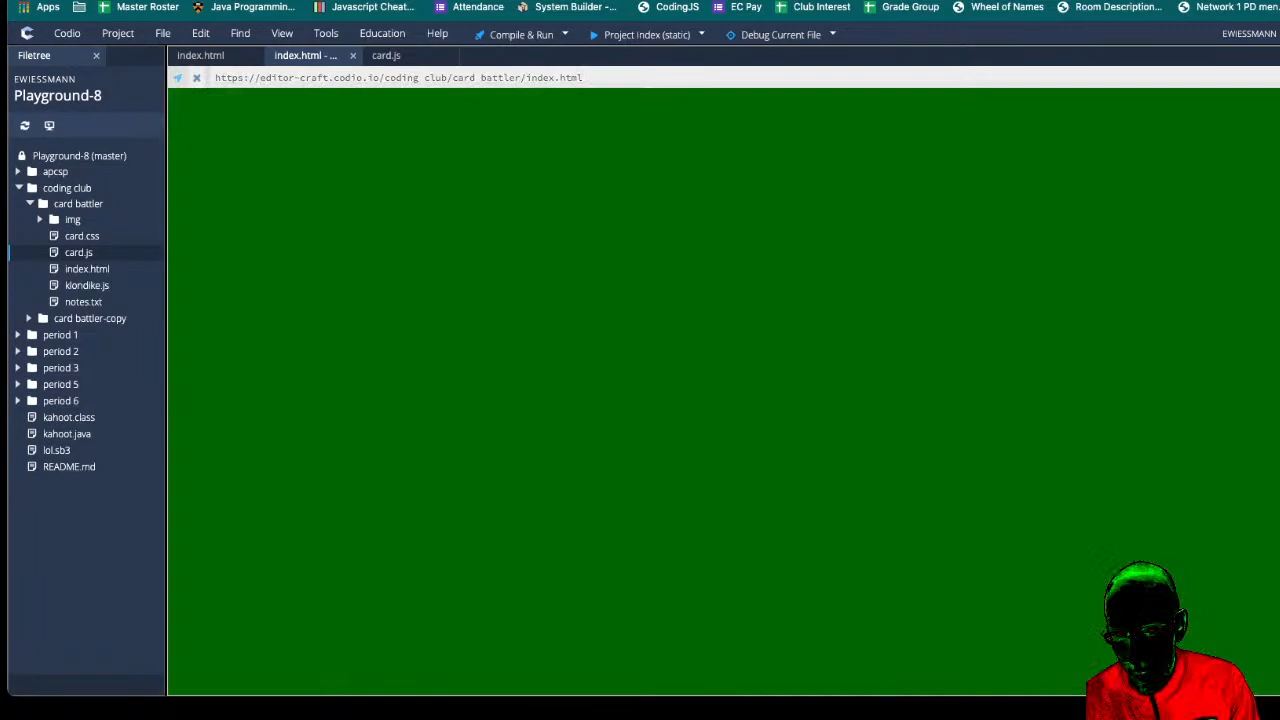 Apps Master Roster Java Programmin... Javascript Cheat... Attendance System Builder -... CodingJS EC Pay Club Interest Grade Group Wheel of Names Room Description... Network 1 PD men
Codio Project File Edit Find View Tools Education Help Compile & Run Project Index (static) Debug Current File EWIESSMANN
Filetree index.html index.html - ... card.js
https://editor-craft.codio.io/coding club/card battler/index.html
EWIESSMANN
Playground-8
Playground-8 (master)
apcsp
coding club
card battler
img
card.css
card.js
index.html
klondike.js
notes.txt
card battler-copy
period 1
period 2
period 3
period 5
period 6
kahoot.class
kahoot.java
lol.sb3
README.md